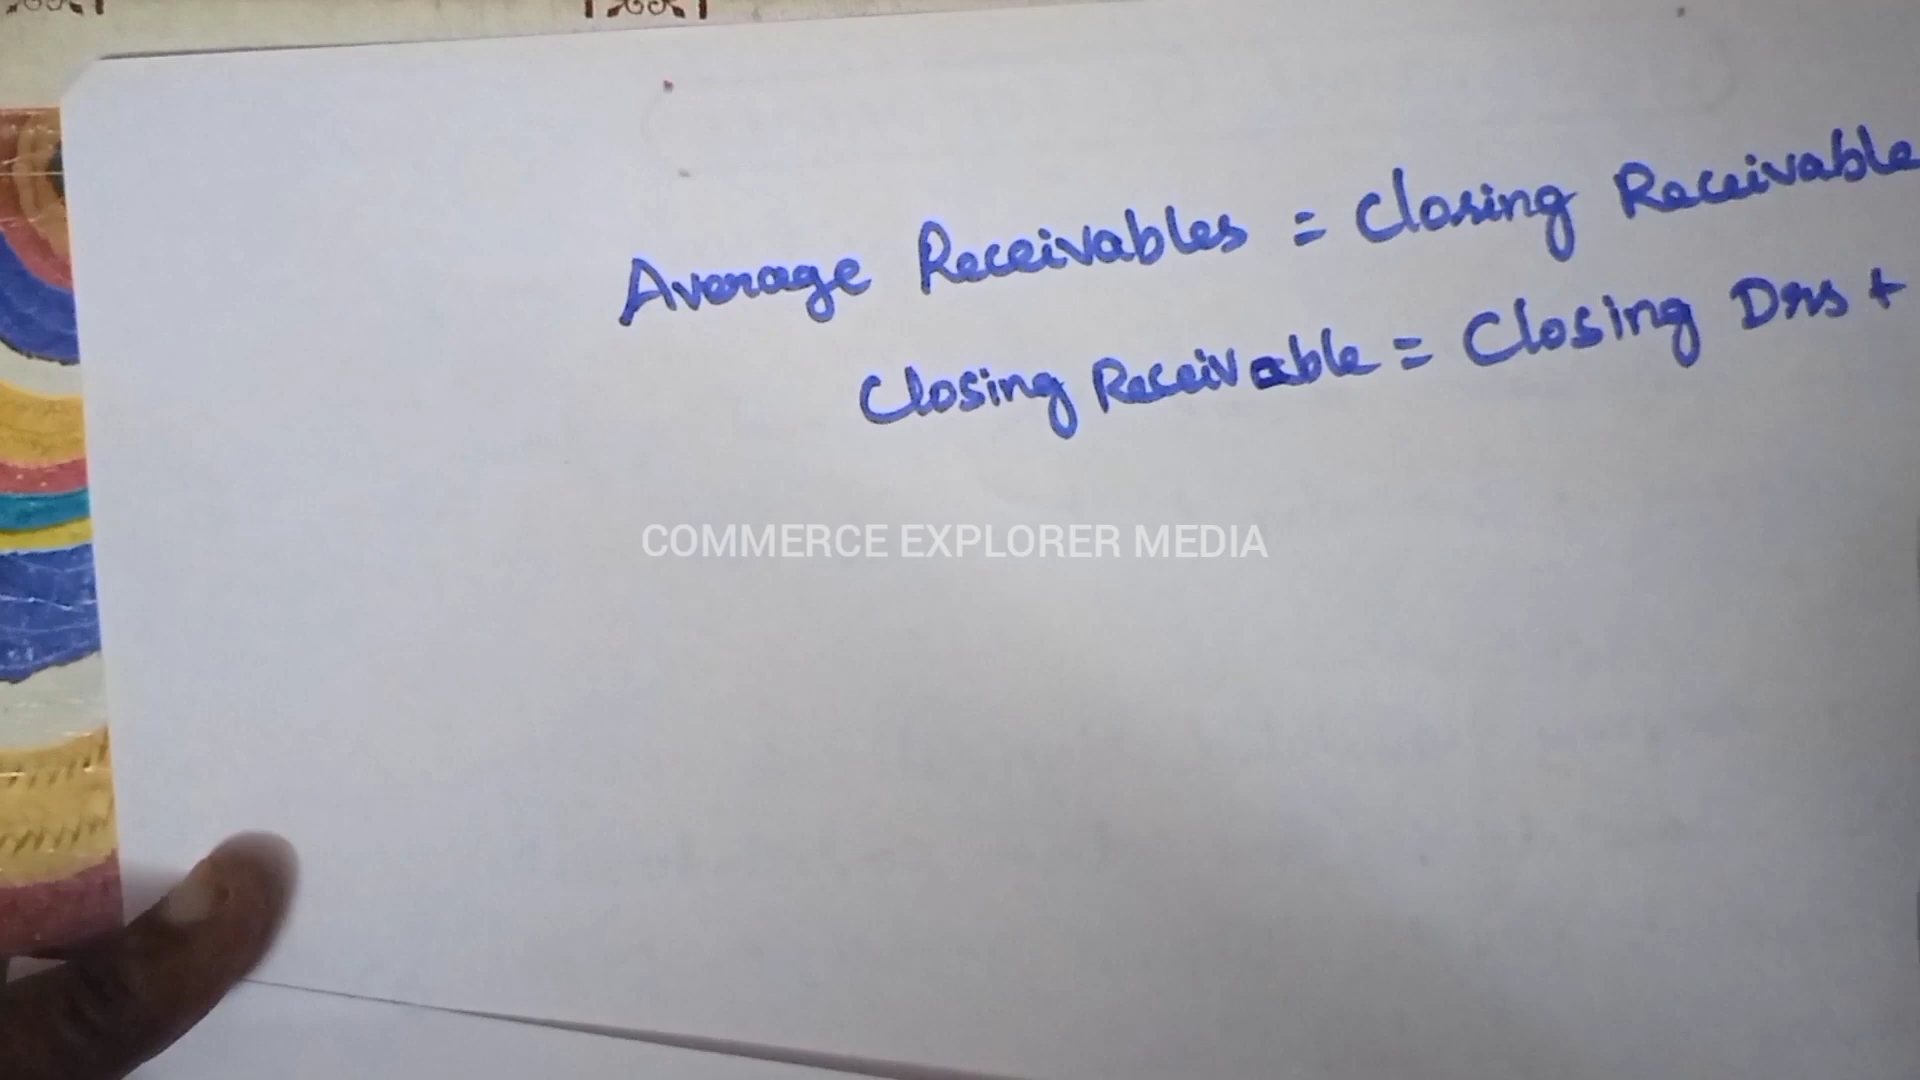 Average Receivables = Closing Receivable
Closing Receivable = Closing Drs +
COMMERCE EXPLORER MEDIA